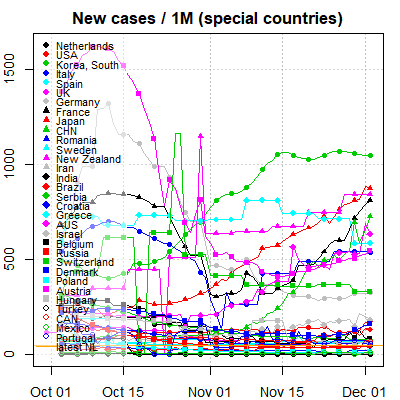 New cases / 1M (special countries)
1500
1000
500
0
Netherlands
USA
Korea, South
Italy
Spain
UK
Germany
France
Japan
CHN
Romania
Sweden
New Zealand
Iran
India
Brazil
Serbia
Croatia
Greece
AUS
Israel
Belgium
Russia
Switzerland
Denmark
Poland
Austria
Hungary
Turkey
CAN
Mexico
Portugal
latest NL
Oct 01
Oct 15
Nov 01
Nov 15
Dec 01